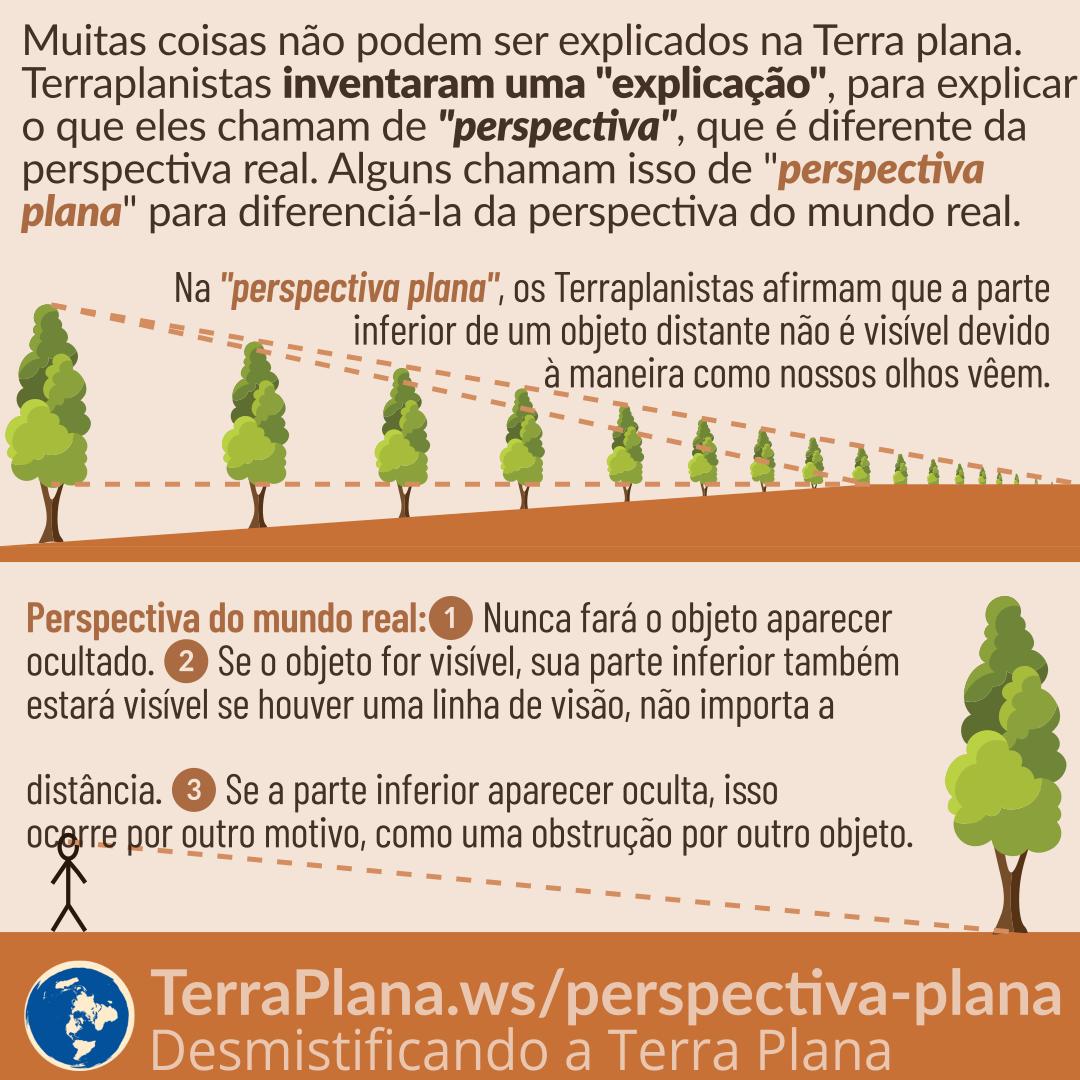 Muitas coisas não podem ser explicados na Terra plana.
Terraplanistas inventaram uma "explicação", para explicar
o que eles chamam de "perspectiva", que é diferente da
perspectiva real. Alguns chamam isso de "perspectiva
plana" para diferenciá-la da perspectiva do mundo real.
Na "perspectiva plana", os Terraplanistas afirmam que a parte
inferior de um objeto distante não é visível devido
à maneira como nossos olhos vêem.
Perspectiva do mundo real: 1 Nunca fará o objeto aparecer
ocultado. 2 Se o objeto for visível, sua parte inferior também
estará visível se houver uma linha de visão, não importa a
distância. 3 Se a parte inferior aparecer oculta, isso
ocorre por outro motivo, como uma obstrução por outro objeto.
TerraPlana.ws/perspectiva-plana
Desmistificando a Terra Plana